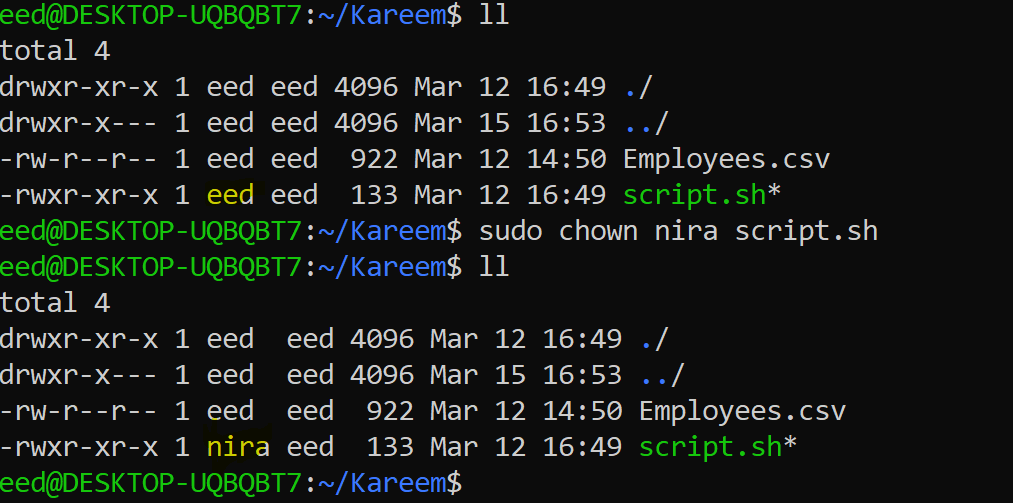 eed@DESKTOP-UQBQBT7:~/Kareem$ ll
total 4
drwxr-xr-x 1 eed eed 4096 Mar 12 16:49 ./
drwxr-x--- 1 eed eed 4096 Mar 15 16:53 ../
-rw-r--r-- 1 eed eed  922 Mar 12 14:50 Employees.csv
-rwxr-xr-x 1 eed eed  133 Mar 12 16:49 script.sh*
eed@DESKTOP-UQBQBT7:~/Kareem$ sudo chown nira script.sh
eed@DESKTOP-UQBQBT7:~/Kareem$ ll
total 4
drwxr-xr-x 1 eed  eed 4096 Mar 12 16:49 ./
drwxr-x--- 1 eed  eed 4096 Mar 15 16:53 ../
-rw-r--r-- 1 eed  eed  922 Mar 12 14:50 Employees.csv
-rwxr-xr-x 1 nira eed  133 Mar 12 16:49 script.sh*
eed@DESKTOP-UQBQBT7:~/Kareem$